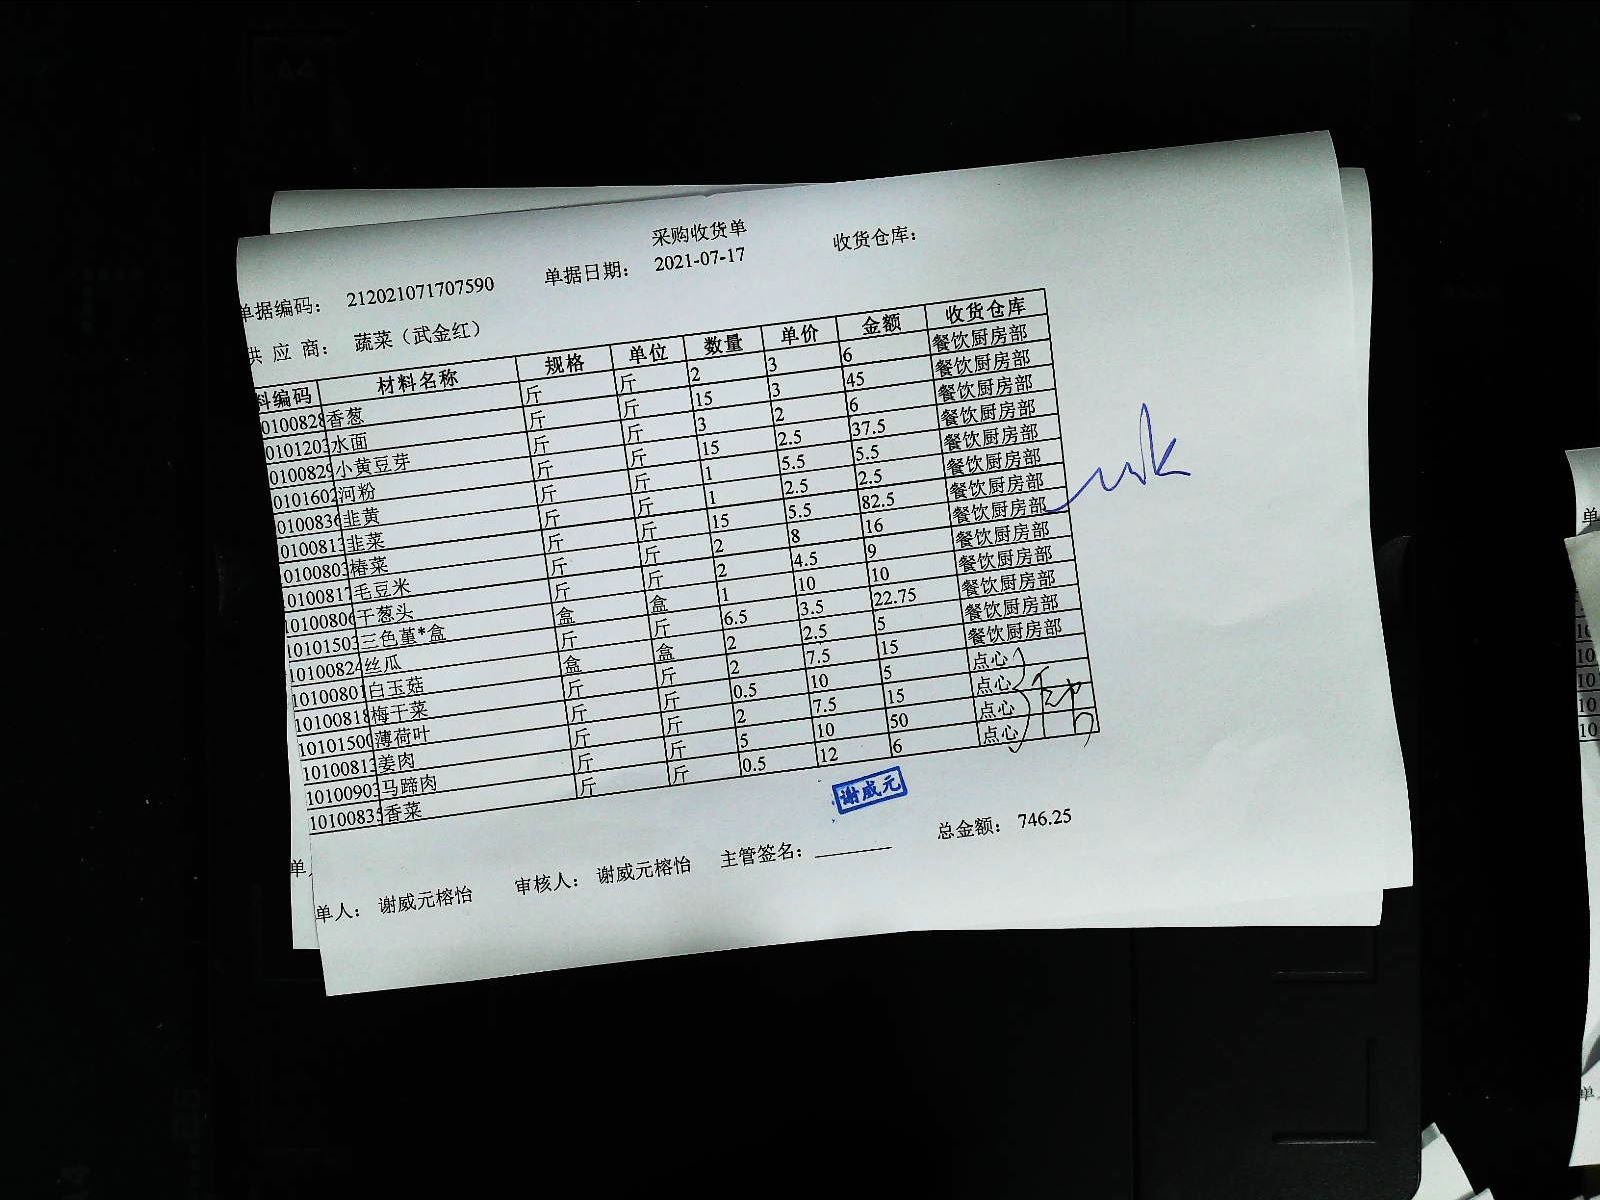 采购收货单
单据编码: 212021071707590 单据日期: 2021-07-17 收货仓库:
供 应 商: 蔬菜（武金红）
料编码 材料名称 规格 单位 数量 单价 金额 收货仓库
0100828 香葱 斤 斤 2 3 6 餐饮厨房部
0101203 水面 斤 斤 15 3 45 餐饮厨房部
0100829 小黄豆芽 斤 斤 3 2 6 餐饮厨房部
0101602 河粉 斤 斤 15 2.5 37.5 餐饮厨房部
0100836 韭黄 斤 斤 1 5.5 5.5 餐饮厨房部
0100813 韭菜 斤 斤 1 2.5 2.5 餐饮厨房部
0100803 椿菜 斤 斤 15 5.5 82.5 餐饮厨房部
0100817 毛豆米 斤 斤 2 8 16 餐饮厨房部
10100806 干葱头 斤 斤 2 4.5 9 餐饮厨房部
10101503 三色堇*盒 盒 盒 1 10 10 餐饮厨房部
10100824 丝瓜 斤 斤 6.5 3.5 22.75 餐饮厨房部
10100801 白玉菇 盒 盒 2 2.5 5 餐饮厨房部
10100818 梅干菜 斤 斤 2 7.5 15 餐饮厨房部
10101500 薄荷叶 斤 斤 0.5 10 5 点心
10100813 姜肉 斤 斤 2 7.5 15 点心
10100903 马蹄肉 斤 斤 5 10 50 点心
10100835 香菜 斤 斤 0.5 12 6 点心
谢威元
单人: 谢威元榕怡 审核人: 谢威元榕怡 主管签名: ________ 总金额: 746.25